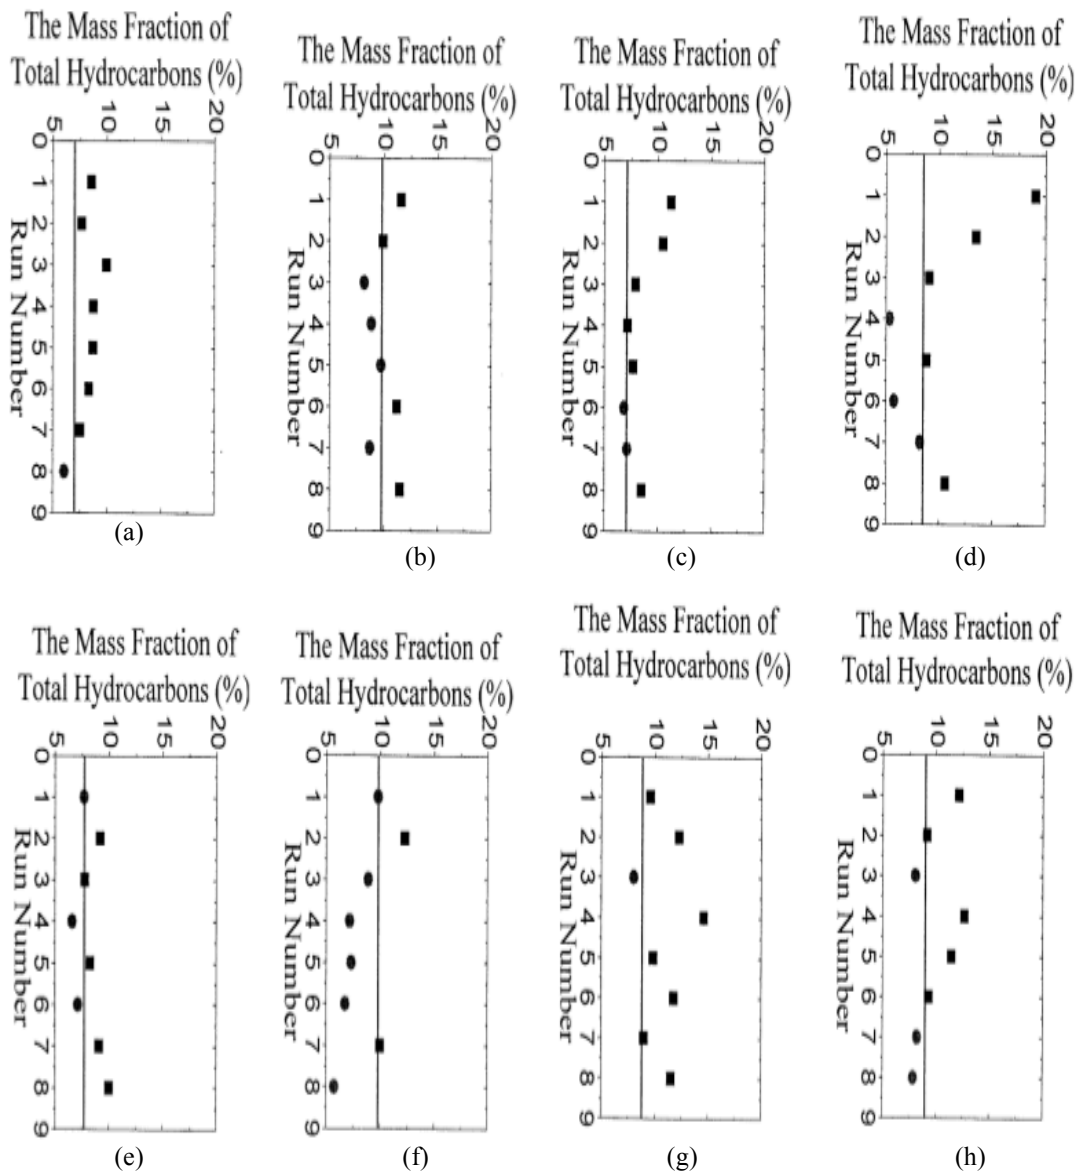 The Mass Fraction of
Total Hydrocarbons (%)
5 10 15 20
0 1 2 3 4 5 6 7 8 9
Run Number
(a)
The Mass Fraction of
Total Hydrocarbons (%)
5 10 15 20
0 1 2 3 4 5 6 7 8 9
Run Number
(b)
The Mass Fraction of
Total Hydrocarbons (%)
5 10 15 20
0 1 2 3 4 5 6 7 8 9
Run Number
(c)
The Mass Fraction of
Total Hydrocarbons (%)
5 10 15 20
0 1 2 3 4 5 6 7 8 9
Run Number
(d)
The Mass Fraction of
Total Hydrocarbons (%)
5 10 15 20
0 1 2 3 4 5 6 7 8 9
Run Number
(e)
The Mass Fraction of
Total Hydrocarbons (%)
5 10 15 20
0 1 2 3 4 5 6 7 8 9
Run Number
(f)
The Mass Fraction of
Total Hydrocarbons (%)
5 10 15 20
0 1 2 3 4 5 6 7 8 9
Run Number
(g)
The Mass Fraction of
Total Hydrocarbons (%)
5 10 15 20
0 1 2 3 4 5 6 7 8 9
Run Number
(h)